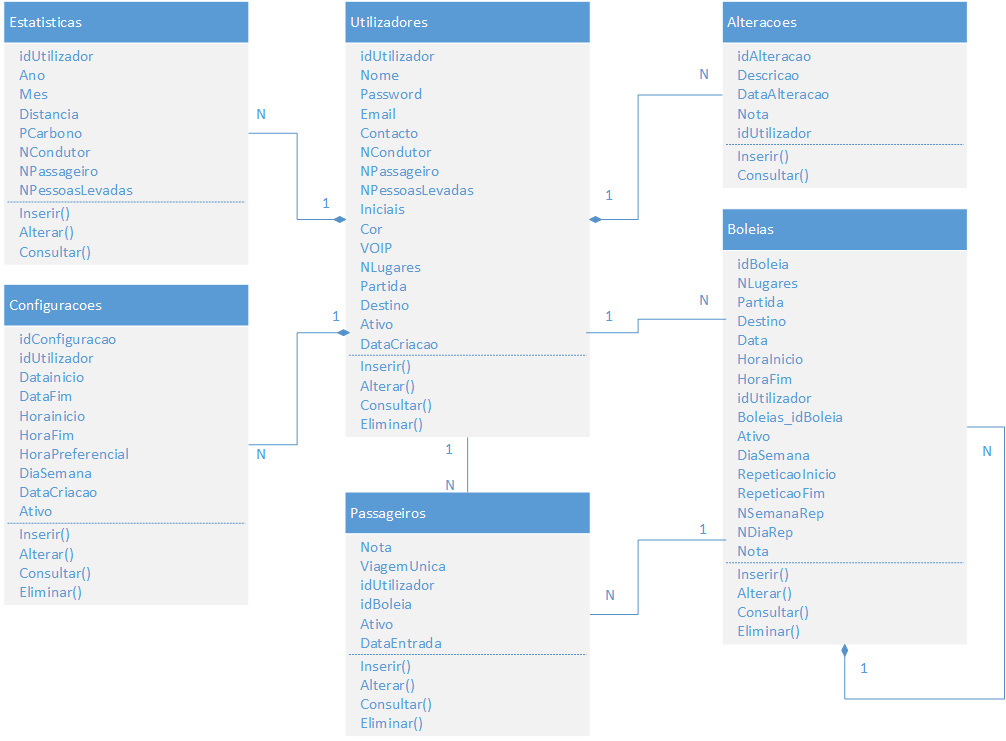 Estatisticas
idUtilizador
Ano
Mes
Distancia
PCarbono
NCondutor
NPassageiro
NPessoasLevadas
Inserir()
Alterar()
Consultar()
N
1
Configuracoes
idConfiguracao
idUtilizador
Datainicio
DataFim
Horainicio
HoraFim
HoraPreferencial
DiaSemana
DataCriacao
Ativo
Inserir()
Alterar()
Consultar()
Eliminar()
1
N
Utilizadores
idUtilizador
Nome
Password
Email
Contacto
NCondutor
NPassageiro
NPessoasLevadas
Iniciais
Cor
VOIP
NLugares
Partida
Destino
Ativo
DataCriacao
Inserir()
Alterar()
Consultar()
Eliminar()
1
N
Passageiros
Nota
ViagemUnica
idUtilizador
idBoleia
Ativo
DataEntrada
Inserir()
Alterar()
Consultar()
Eliminar()
N
1
1
N
1
N
Alteracoes
idAlteracao
Descricao
DataAlteracao
Nota
idUtilizador
Inserir()
Consultar()
Boleias
idBoleia
NLugares
Partida
Destino
Data
HoraInicio
HoraFim
idUtilizador
Boleias_idBoleia
Ativo
DiaSemana
RepeticaoInicio
RepeticaoFim
NSemanaRep
NDiaRep
Nota
Inserir()
Alterar()
Consultar()
Eliminar()
N
1